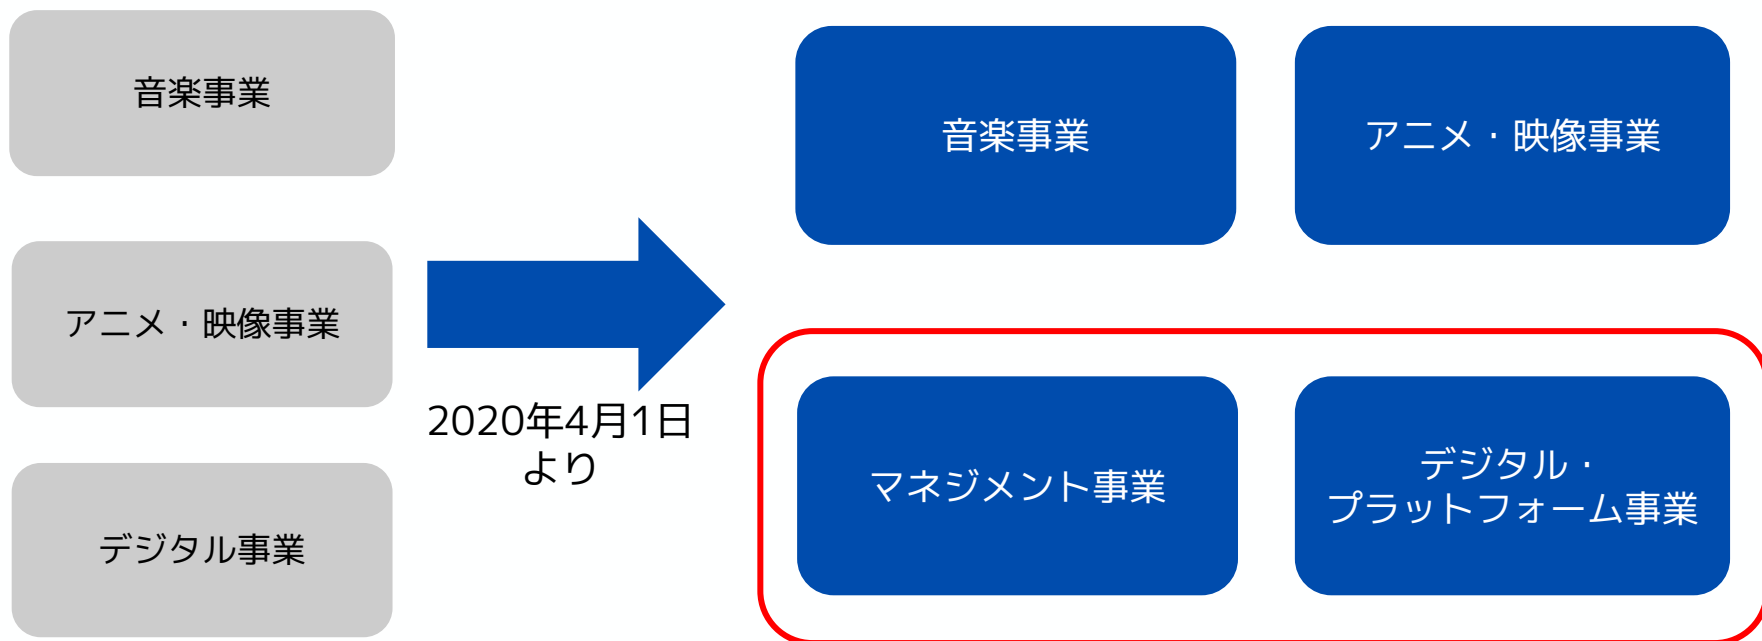 音楽事業
アニメ・映像事業
デジタル事業
2020年4月1日
より
音楽事業
アニメ・映像事業
マネジメント事業
デジタル・
プラットフォーム事業